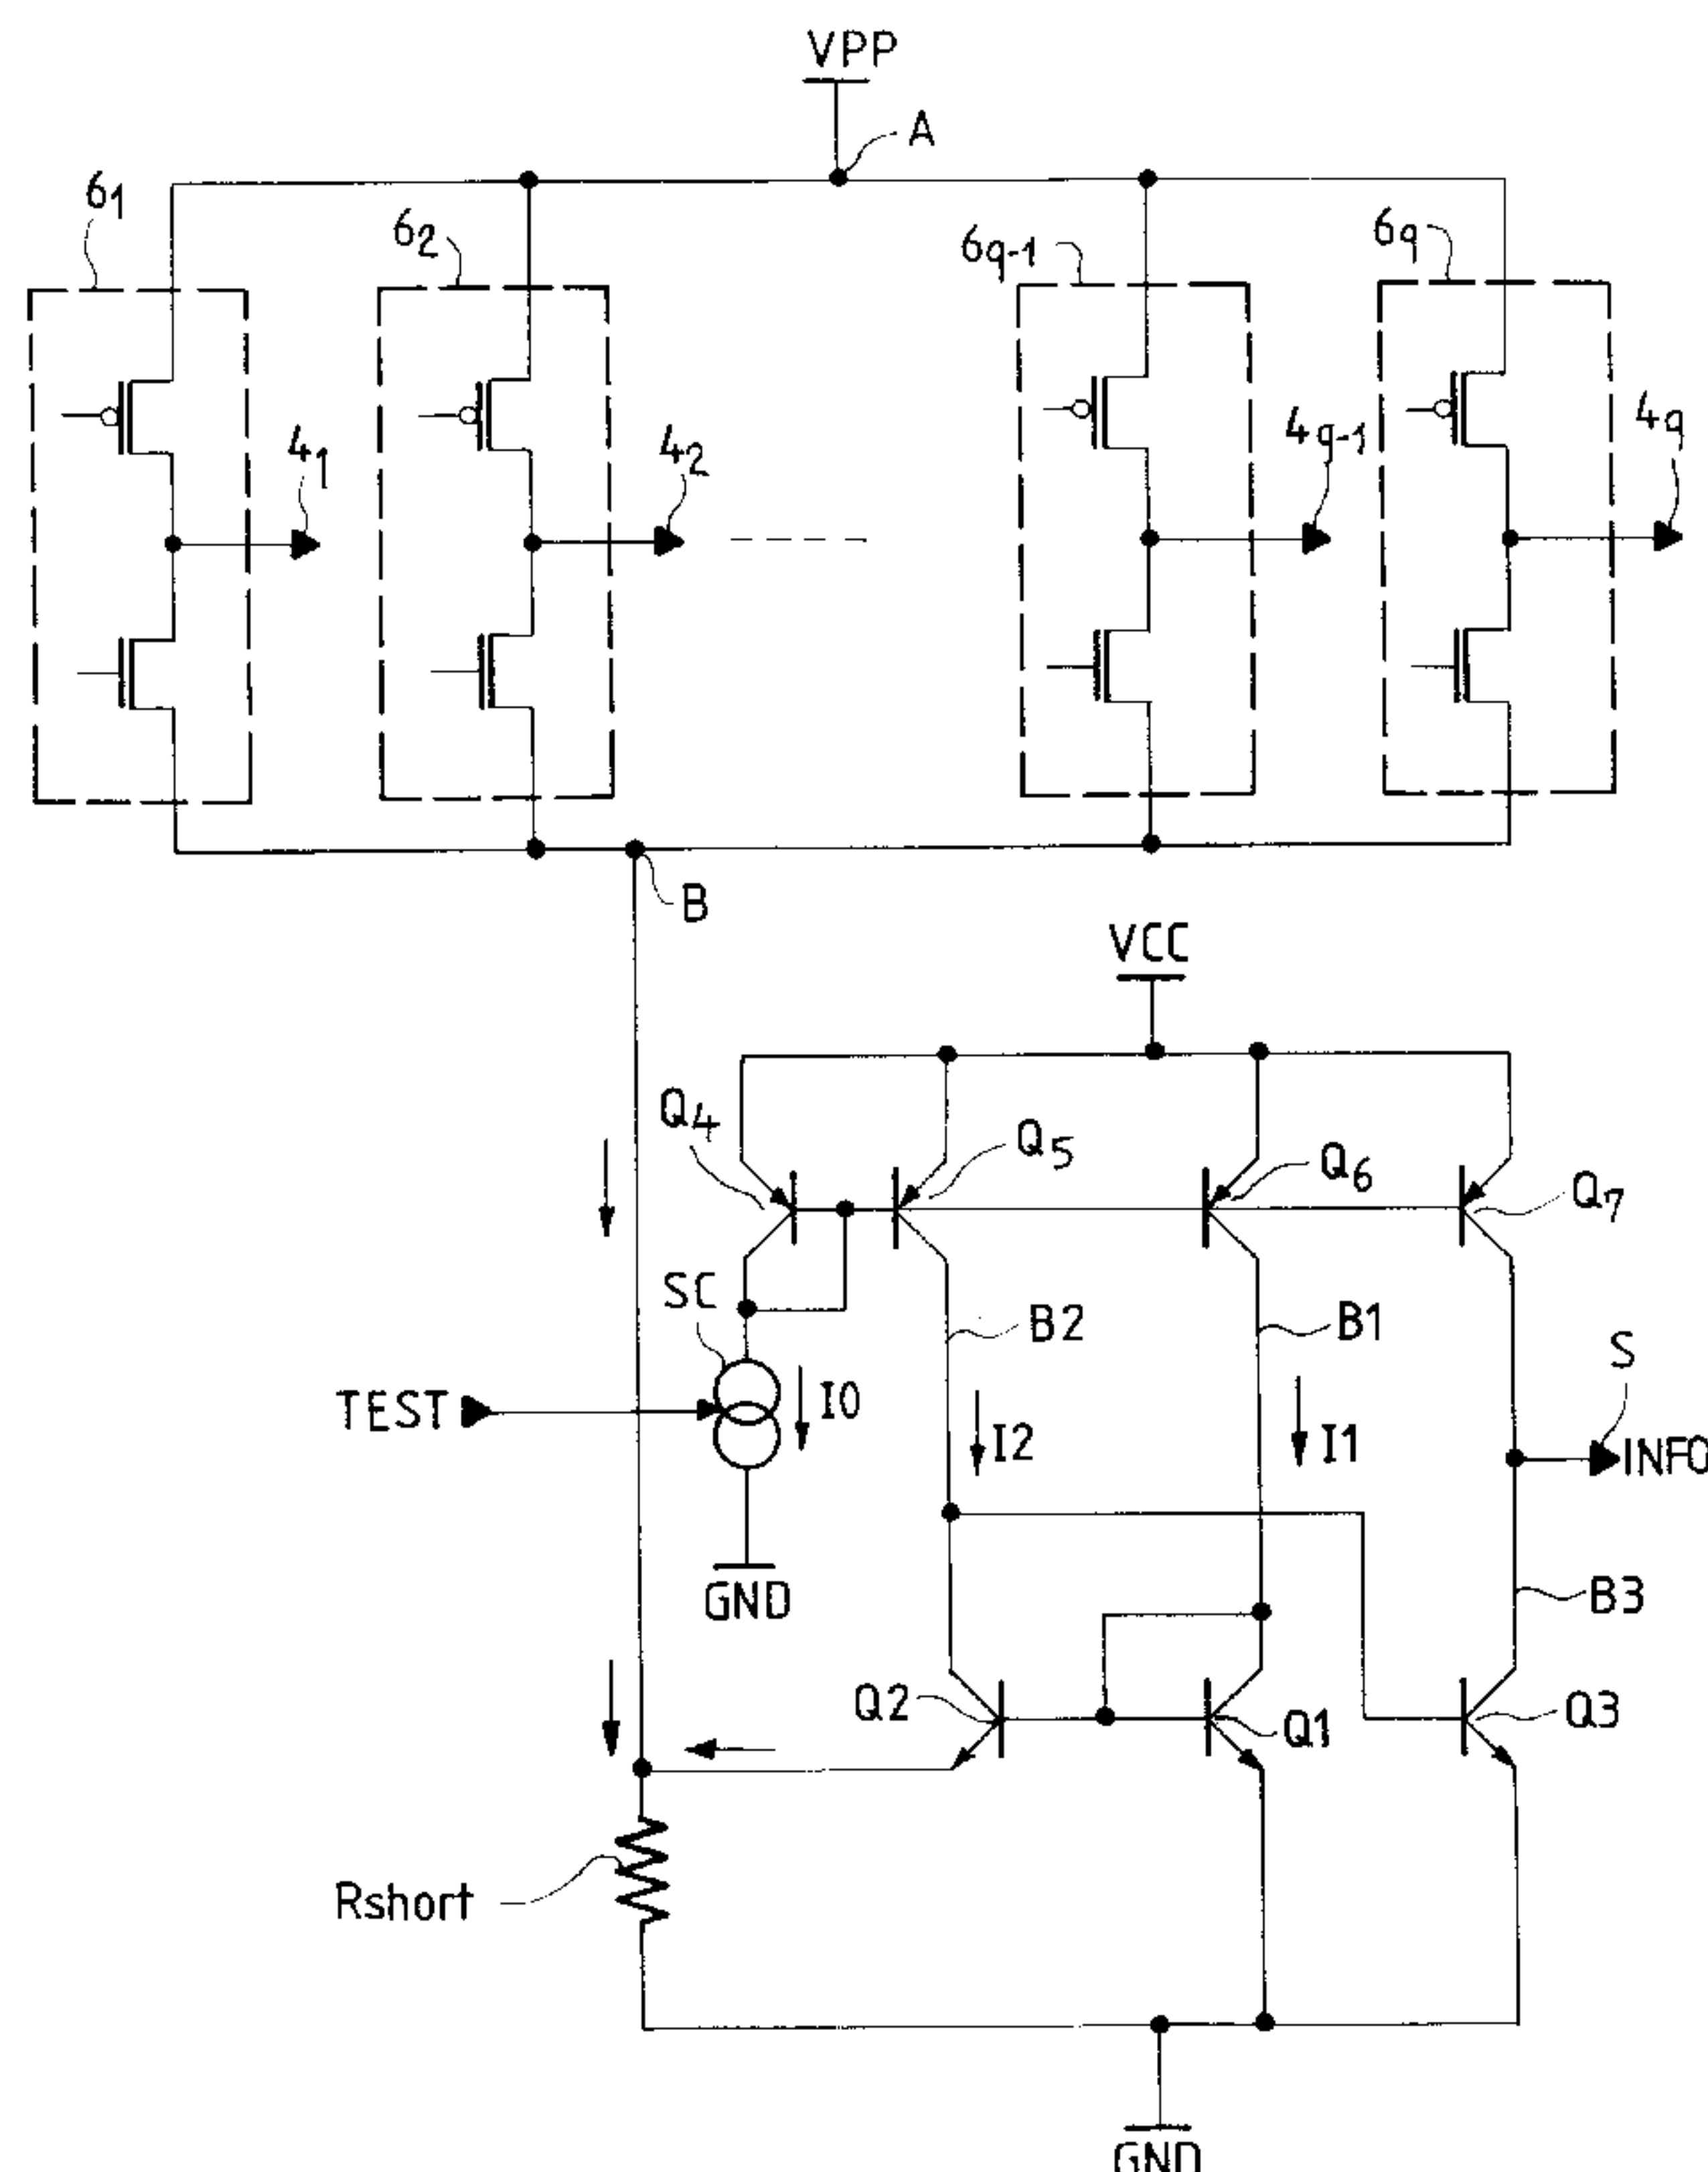 VPP
A
61
62
6q-1
6q
41
42
4q-1
4q
B
VCC
Q4
Q5
Q6
Q7
SC
B2
B1
S
TEST
I0
I2
I1
INFO
GND
B3
Q2
Q1
Q3
Rshort
GND